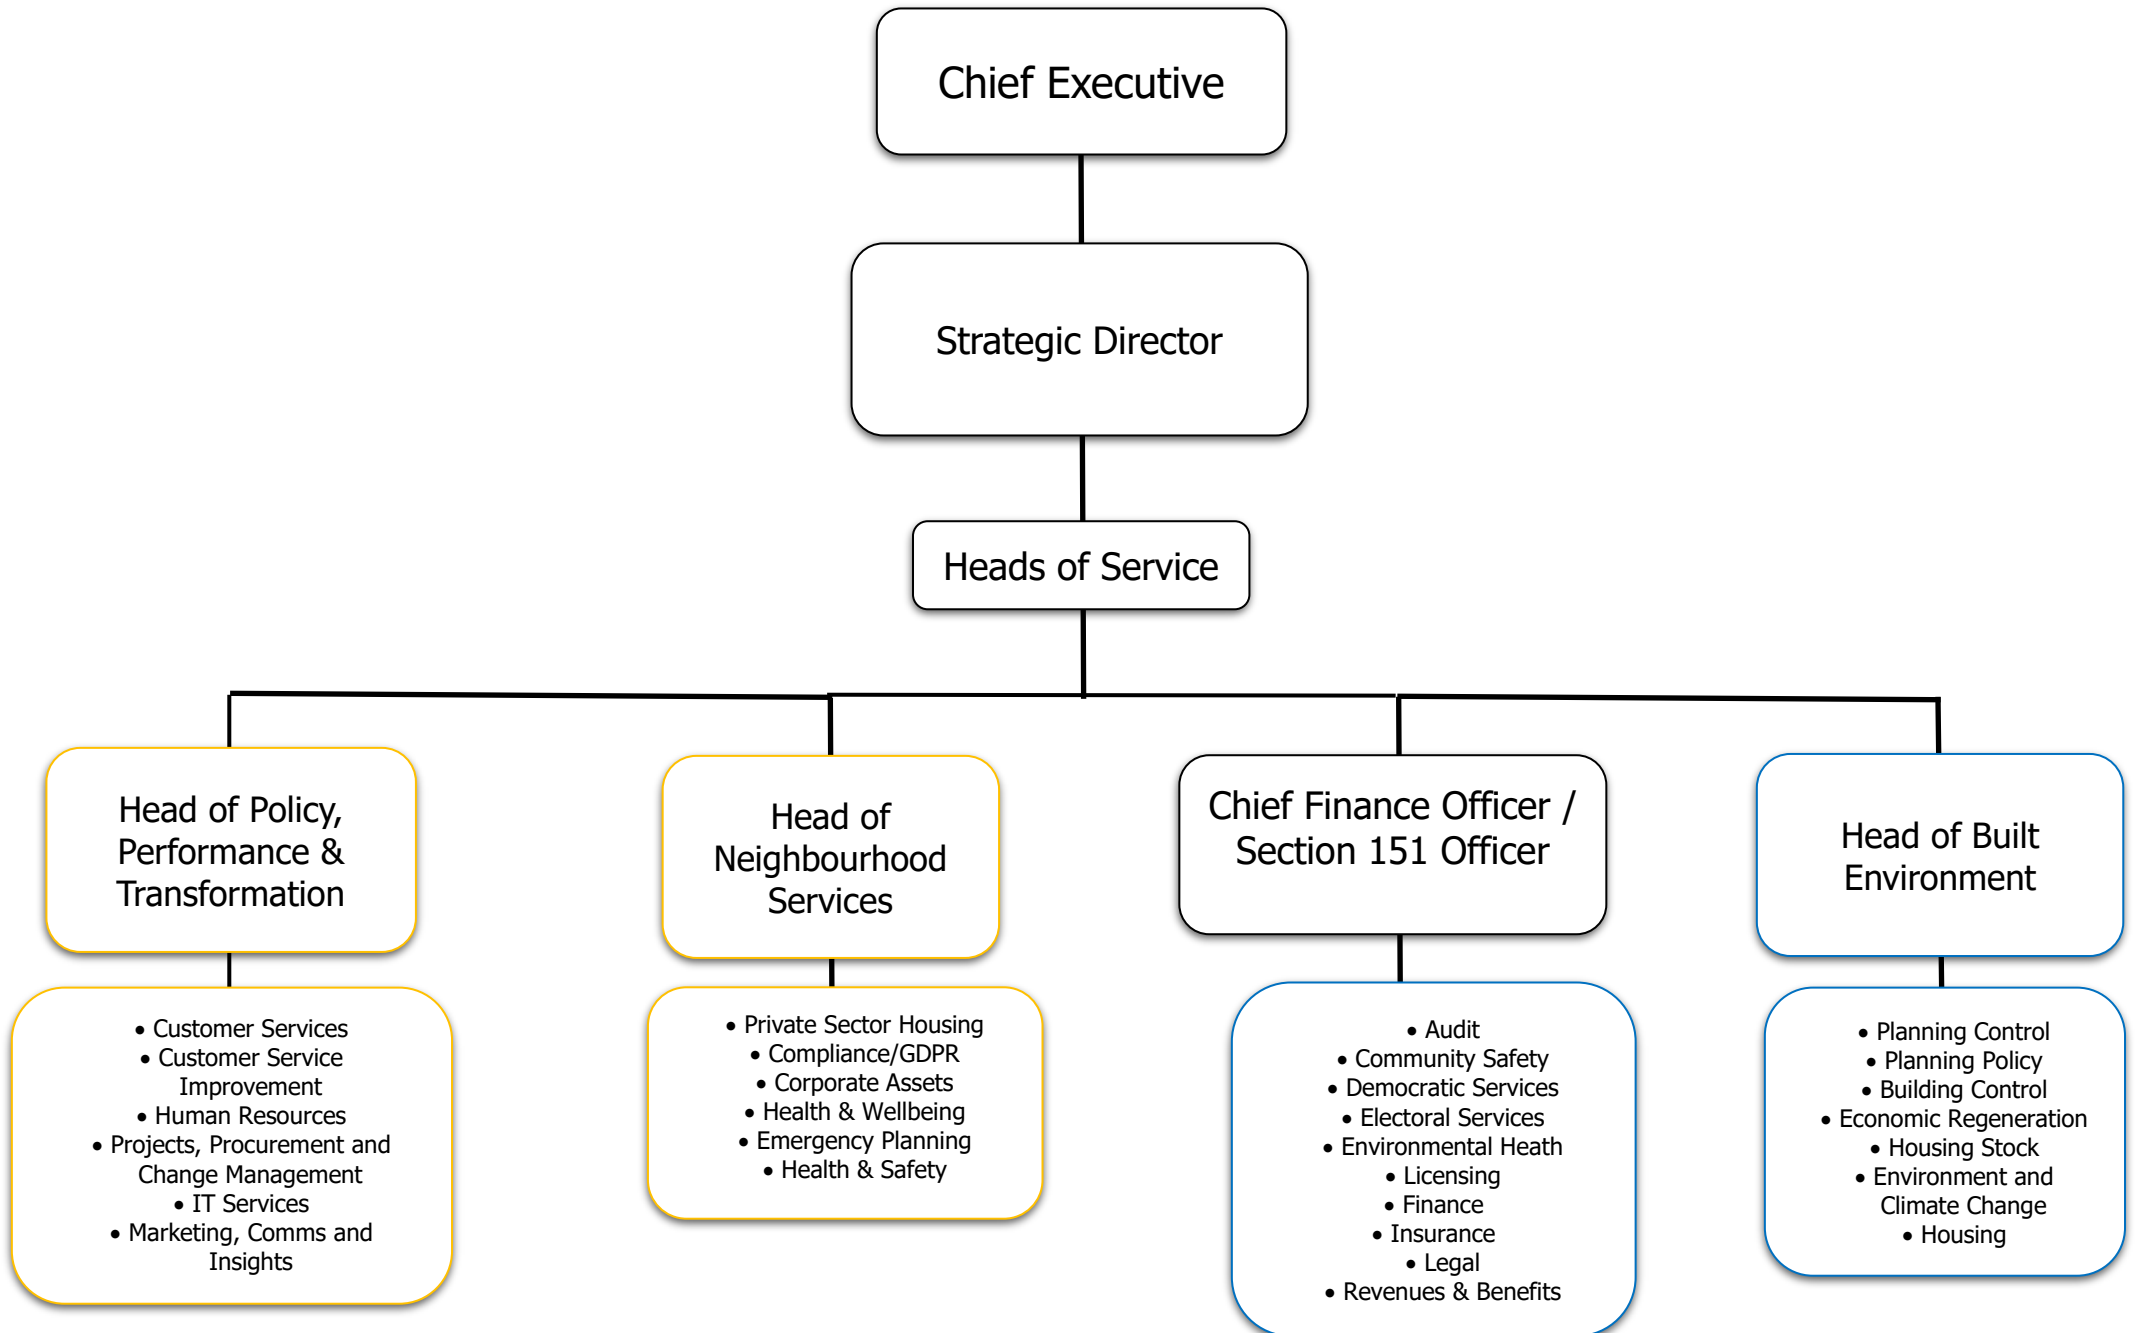 Chief Executive
Strategic Director
Heads of Service
Head of Policy,
Performance &
Transformation
Head of
Neighbourhood
Services
Chief Finance Officer /
Section 151 Officer
Head of Built
Environment
• Customer Services
• Customer Service
Improvement
• Human Resources
• Projects, Procurement and
Change Management
• IT Services
• Marketing, Comms and
Insights
• Private Sector Housing
• Compliance/GDPR
• Corporate Assets
• Health & Wellbeing
• Emergency Planning
• Health & Safety
• Audit
• Community Safety
• Democratic Services
• Electoral Services
• Environmental Heath
• Licensing
• Finance
• Insurance
• Legal
• Revenues & Benefits
• Planning Control
• Planning Policy
• Building Control
• Economic Regeneration
• Housing Stock
• Environment and
Climate Change
• Housing